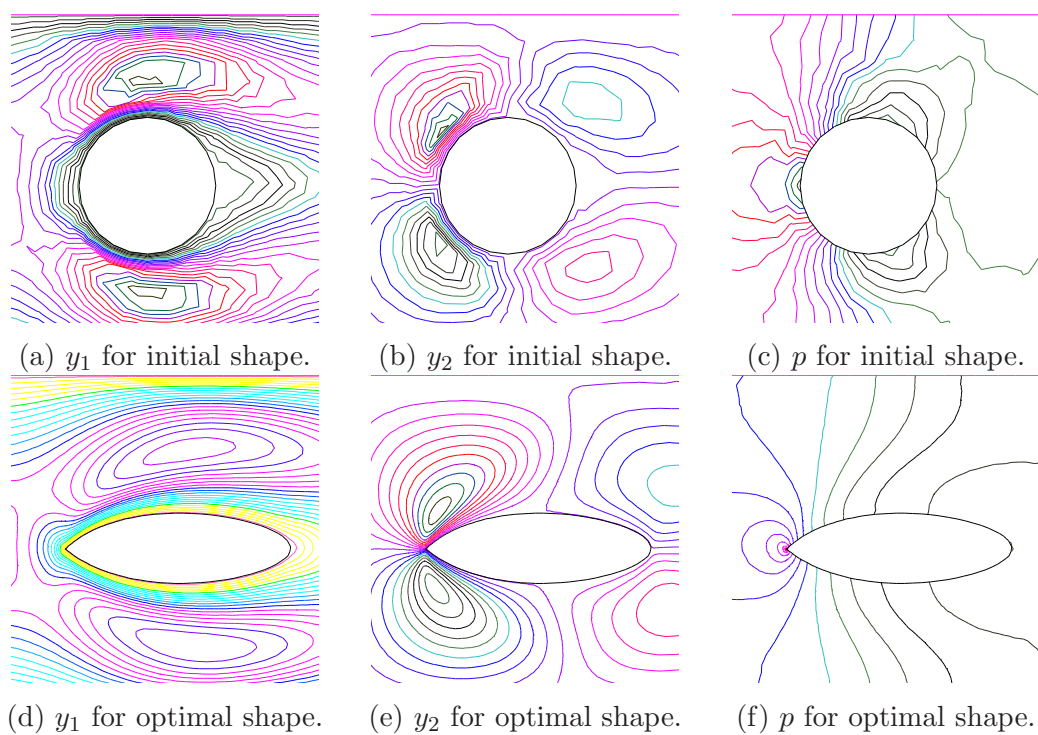 (a) y₁ for initial shape.
(b) y₂ for initial shape.
(c) p for initial shape.
(d) y₁ for optimal shape.
(e) y₂ for optimal shape.
(f) p for optimal shape.